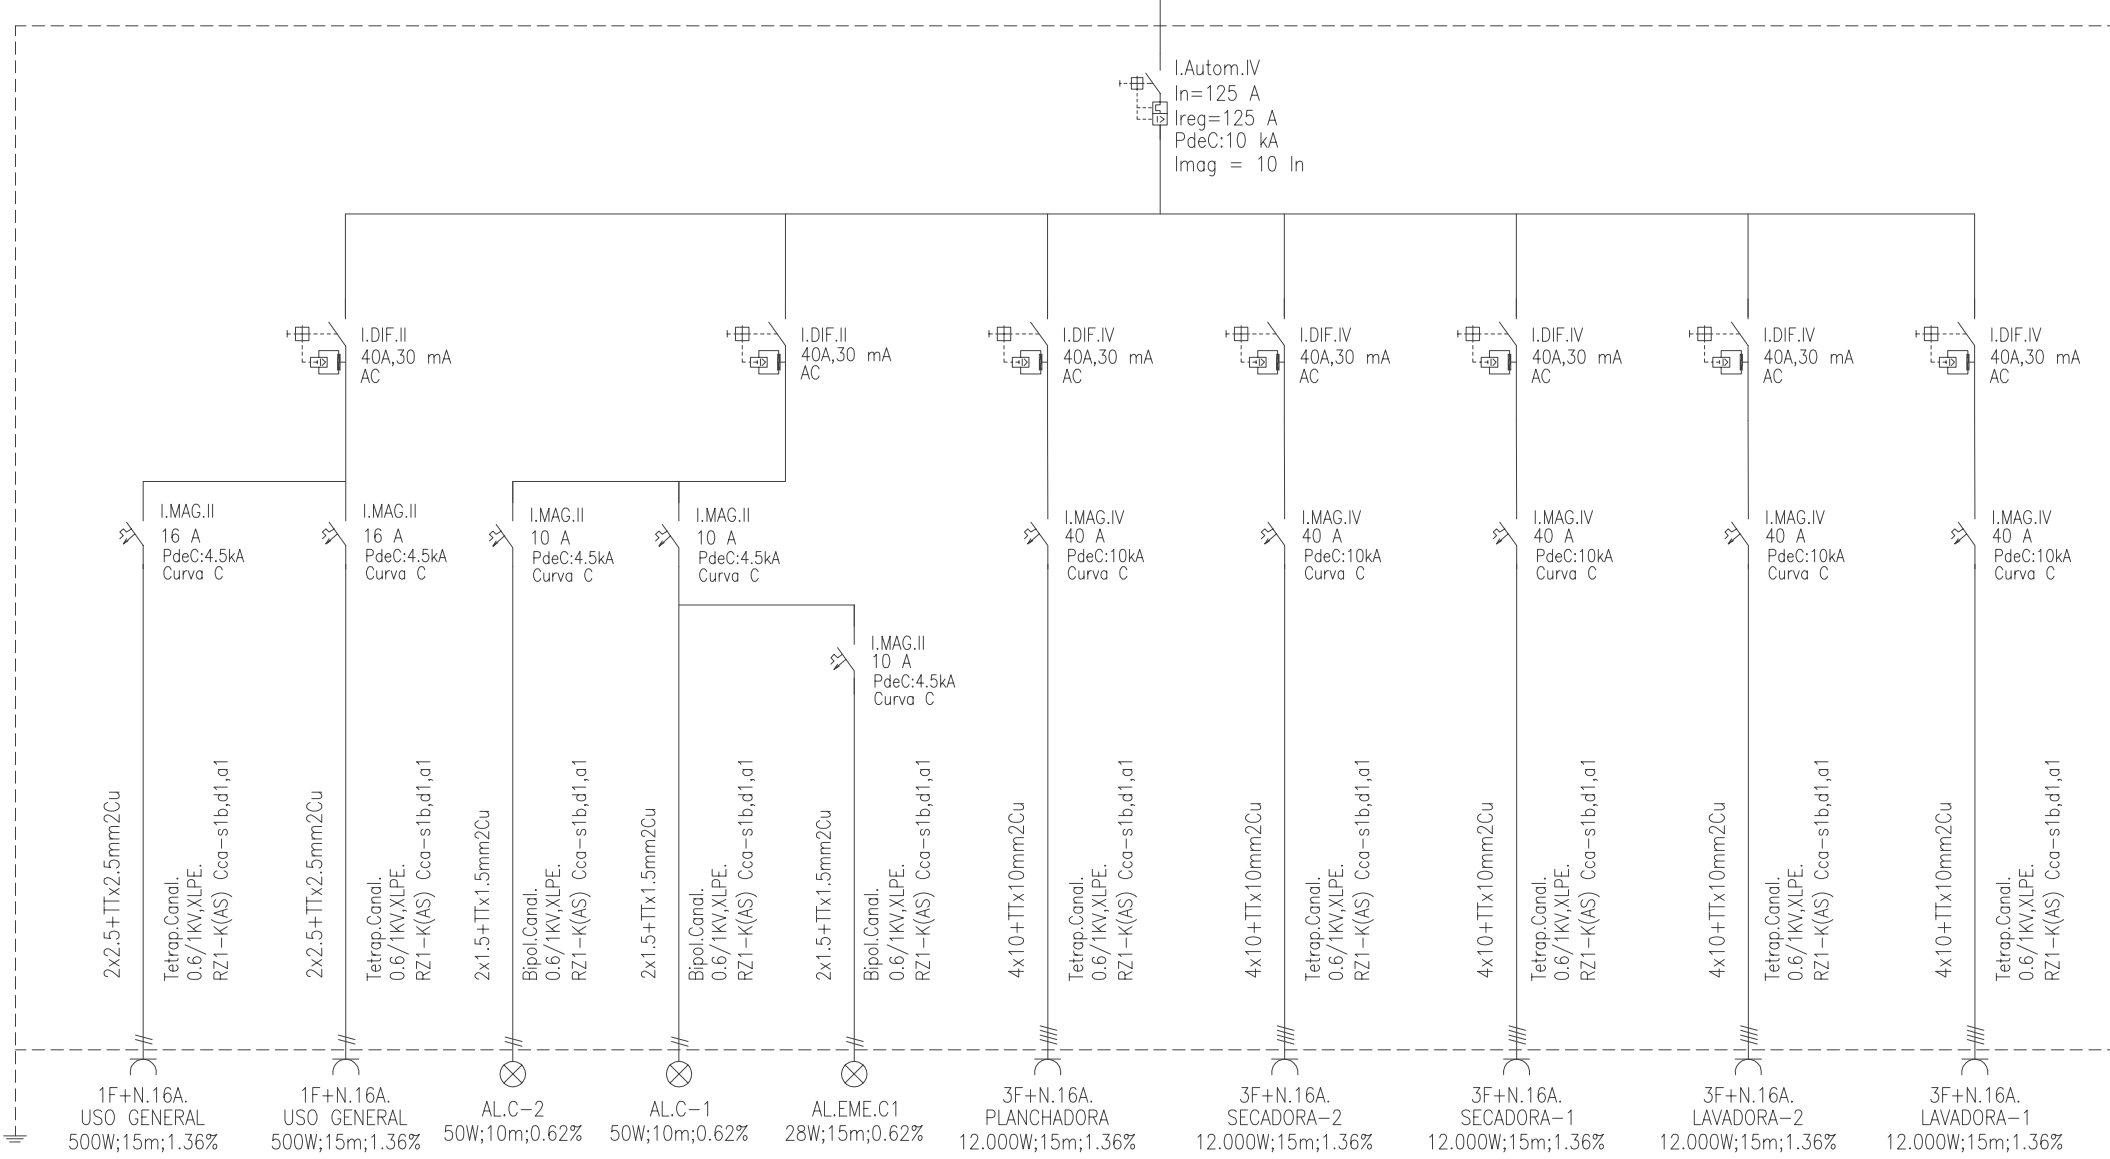 I.Autom.IV
In=125 A
Ireg=125 A
PdeC:10 kA
Imag = 10 In
I.DIF.II
40A,30 mA
AC
I.DIF.II
40A,30 mA
AC
I.DIF.IV
40A,30 mA
AC
I.DIF.IV
40A,30 mA
AC
I.DIF.IV
40A,30 mA
AC
I.DIF.IV
40A,30 mA
AC
I.DIF.IV
40A,30 mA
AC
I.MAG.II
16 A
PdeC:4.5kA
Curva C
I.MAG.II
16 A
PdeC:4.5kA
Curva C
I.MAG.II
10 A
PdeC:4.5kA
Curva C
I.MAG.II
10 A
PdeC:4.5kA
Curva C
I.MAG.IV
40 A
PdeC:10kA
Curva C
I.MAG.IV
40 A
PdeC:10kA
Curva C
I.MAG.IV
40 A
PdeC:10kA
Curva C
I.MAG.IV
40 A
PdeC:10kA
Curva C
I.MAG.IV
40 A
PdeC:10kA
Curva C
I.MAG.II
10 A
PdeC:4.5kA
Curva C
2x2.5+TTx2.5mm2Cu
Tetrap.Canal.
0.6/1KV,XLPE.
RZ1-K(AS) Cca-s1b,d1,a1
2x2.5+TTx2.5mm2Cu
Tetrap.Canal.
0.6/1KV,XLPE.
RZ1-K(AS) Cca-s1b,d1,a1
2x1.5+TTx1.5mm2Cu
Bipol.Canal.
0.6/1KV,XLPE.
RZ1-K(AS) Cca-s1b,d1,a1
2x1.5+TTx1.5mm2Cu
Bipol.Canal.
0.6/1KV,XLPE.
RZ1-K(AS) Cca-s1b,d1,a1
2x1.5+TTx1.5mm2Cu
Bipol.Canal.
0.6/1KV,XLPE.
RZ1-K(AS) Cca-s1b,d1,a1
4x10+TTx10mm2Cu
Tetrap.Canal.
0.6/1KV,XLPE.
RZ1-K(AS) Cca-s1b,d1,a1
4x10+TTx10mm2Cu
Tetrap.Canal.
0.6/1KV,XLPE.
RZ1-K(AS) Cca-s1b,d1,a1
4x10+TTx10mm2Cu
Tetrap.Canal.
0.6/1KV,XLPE.
RZ1-K(AS) Cca-s1b,d1,a1
4x10+TTx10mm2Cu
Tetrap.Canal.
0.6/1KV,XLPE.
RZ1-K(AS) Cca-s1b,d1,a1
4x10+TTx10mm2Cu
Tetrap.Canal.
0.6/1KV,XLPE.
RZ1-K(AS) Cca-s1b,d1,a1
1F+N.16A.
USO GENERAL
500W;15m;1.36%
1F+N.16A.
USO GENERAL
500W;15m;1.36%
AL.C-2
50W;10m;0.62%
AL.C-1
50W;10m;0.62%
AL.EME.C1
28W;15m;0.62%
3F+N.16A.
PLANCHADORA
12.000W;15m;1.36%
3F+N.16A.
SECADORA-2
12.000W;15m;1.36%
3F+N.16A.
SECADORA-1
12.000W;15m;1.36%
3F+N.16A.
LAVADORA-2
12.000W;15m;1.36%
3F+N.16A.
LAVADORA-1
12.000W;15m;1.36%